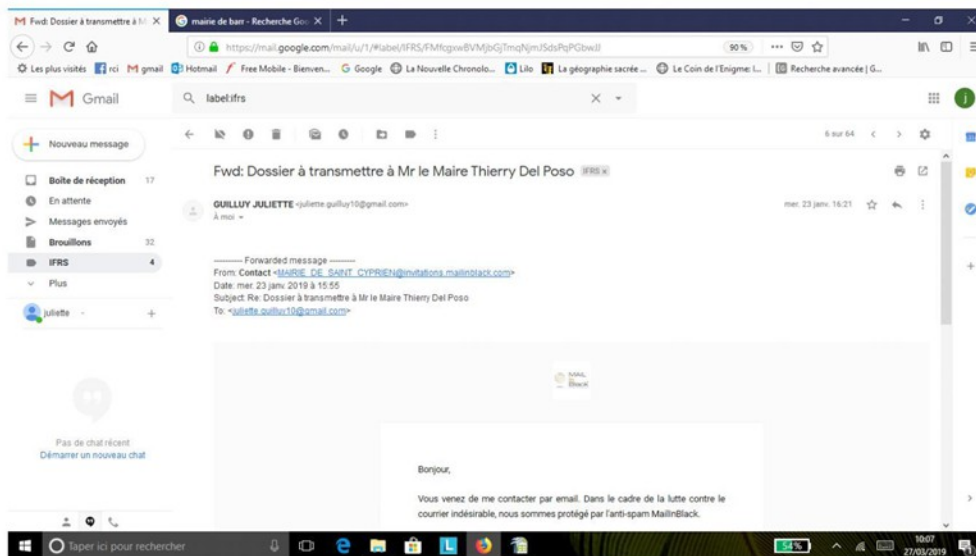 Fwd: Dossier à transmettre à M
mairie de barr - Recherche Goo
https://mail.google.com/mail/u/1/#label/IFRS/
90 %
Les plus visités rci M gmail Hotmail Free Mobile - Bienven... Google La Nouvelle Chronolo... Lilo La géographie sacrée ... Le Coin de l'Enigme: l... Recherche avancée | G...
Gmail
label:ifrs
j
Nouveau message
6 sur 64
Boîte de réception 17
En attente
Messages envoyés
Brouillons 32
IFRS 4
Plus
juliette
Pas de chat récent
Démarrer un nouveau chat
Fwd: Dossier à transmettre à Mr le Maire Thierry Del Poso IFRS x
GUILLUY JULIETTE <juliette.guilluy10@gmail.com>
mer. 23 janv. 16:21
À moi
---------- Forwarded message ----------
From: Contact <MAIRIE_DE_SAINT_CYPRIEN@invitations.mailinblack.com>
Date: mer. 23 janv. 2019 à 15:55
Subject: Re: Dossier à transmettre à Mr le Maire Thierry Del Poso
To: <juliette.guilluy10@gmail.com>
MAIL
Black
Bonjour,
Vous venez de me contacter par email. Dans le cadre de la lutte contre le
courrier indésirable, nous sommes protégé par l'anti-spam MailInBlack.
Taper ici pour rechercher
54%
10:07
27/03/2019